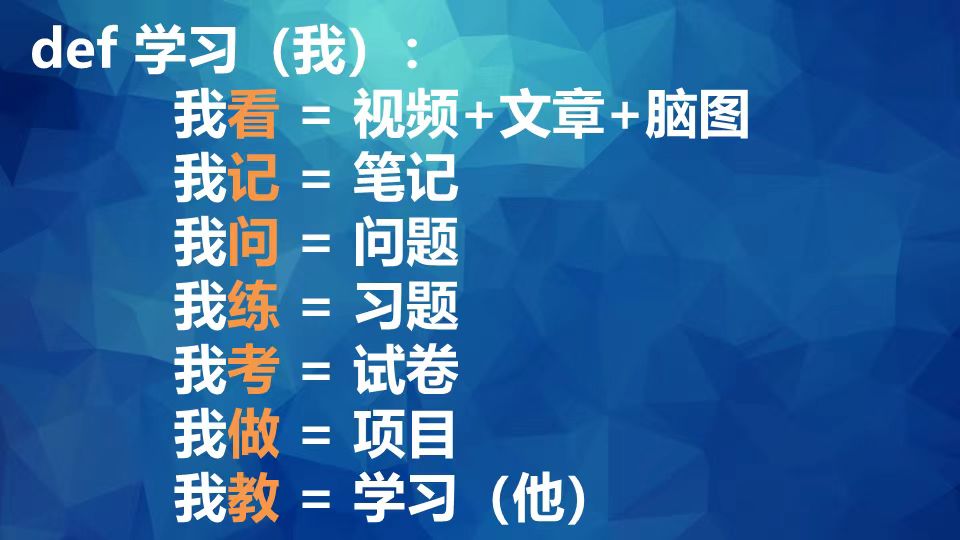 def 学习（我）:
我看 = 视频+文章+脑图
我记 = 笔记
我问 = 问题
我练 = 习题
我考 = 试卷
我做 = 项目
我教 = 学习（他）